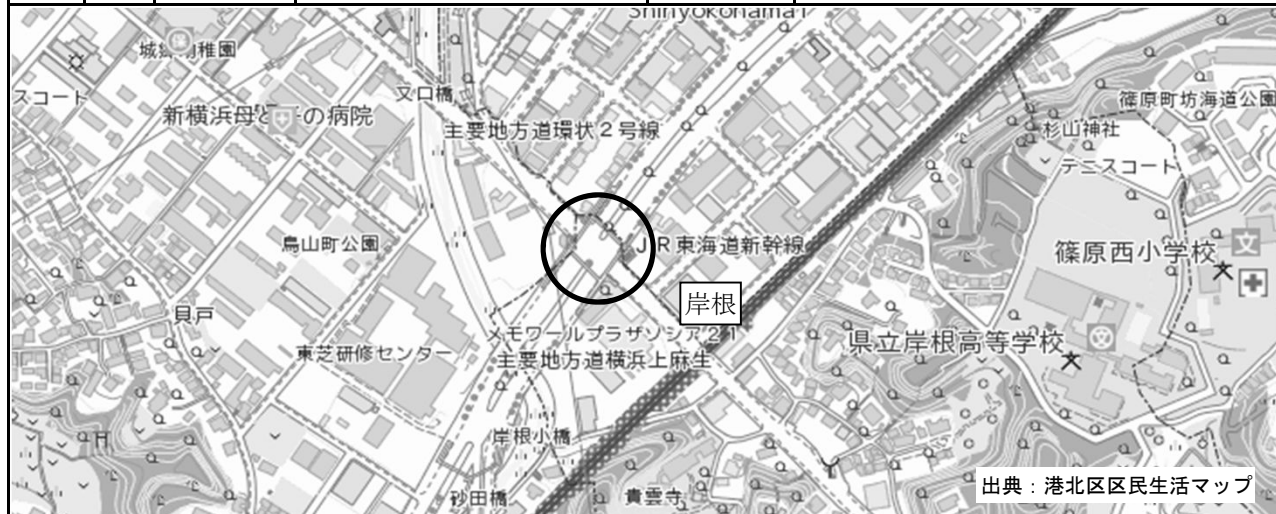 Shinyokohama1
城郷幼稚園
又口橋
スコート
新横浜母と子の病院
主要地方道環状2号線
篠原町坊海道公園
杉山神社
テニスコート
鳥山町公園
JR東海道新幹線
篠原西小学校
文
岸根
貝戸
メモワールプラザソシア21
東芝研修センター
主要地方道横浜上麻生
県立岸根高等学校
岸根小橋
砂田橋
貴雲寺
出典：港北区区民生活マップ